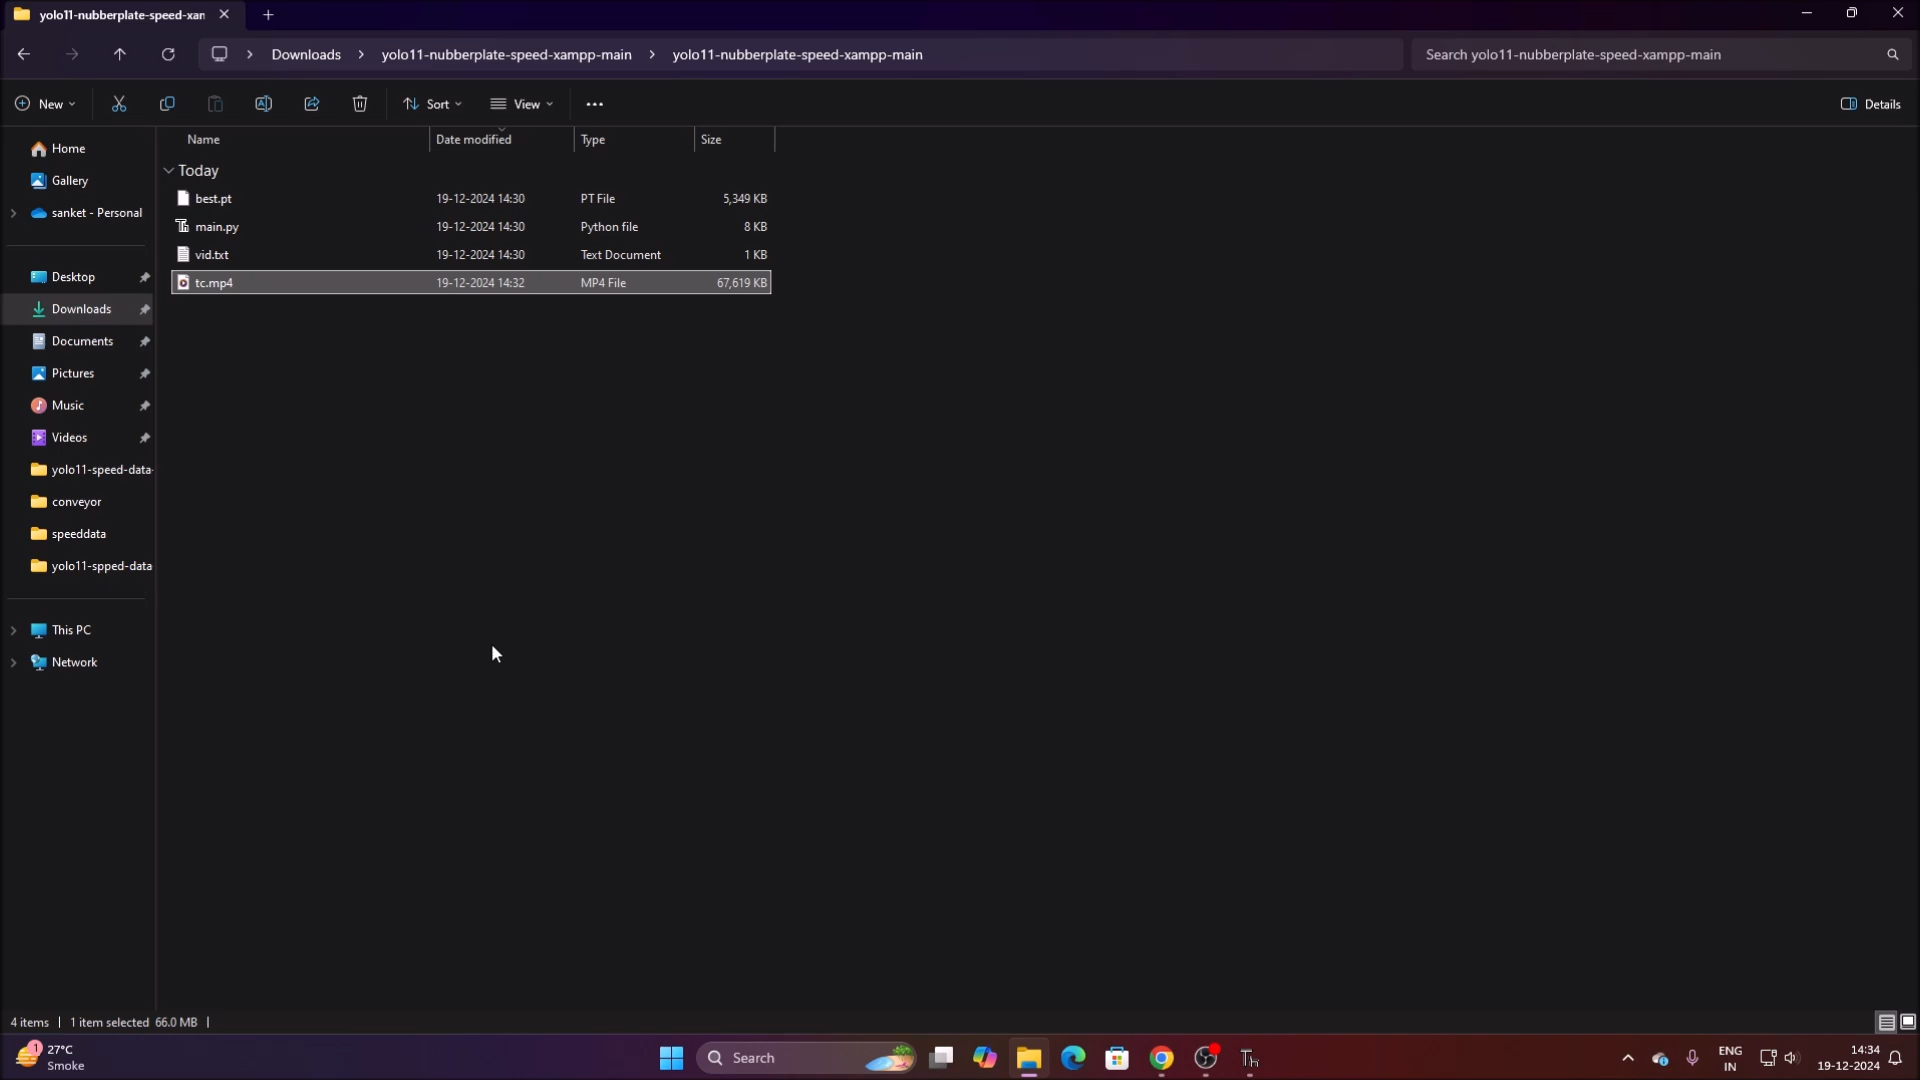 yolo11-nubberplate-speed-xan
Downloads > yolo11-nubberplate-speed-xampp-main > yolo11-nubberplate-speed-xampp-main
Search yolo11-nubberplate-speed-xampp-main
New Sort View ... Details
Name Date modified Type Size
Today
best.pt 19-12-2024 14:30 PT File 5,349 KB
main.py 19-12-2024 14:30 Python file 8 KB
vid.txt 19-12-2024 14:30 Text Document 1 KB
tc.mp4 19-12-2024 14:32 MP4 File 67,619 KB
Home
Gallery
sanket - Personal
Desktop
Downloads
Documents
Pictures
Music
Videos
yolo11-speed-data-
conveyor
speeddata
yolo11-spped-data
This PC
Network
4 items | 1 item selected 66.0 MB |
1
27°C
Smoke
Search
Th
ENG
IN
14:34
19-12-2024